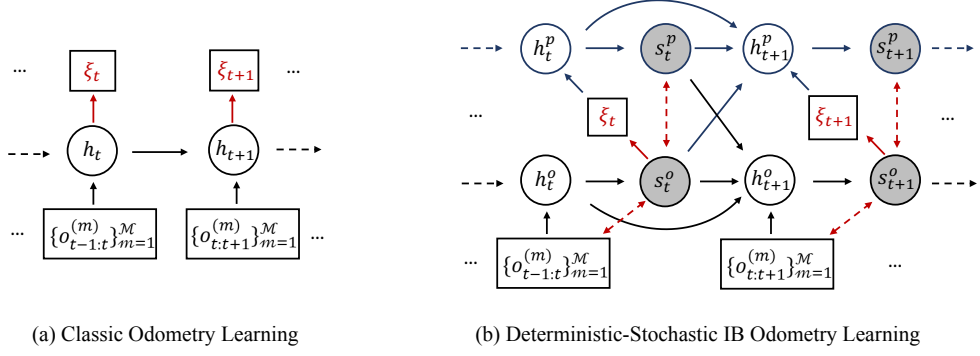 ... ξ_t ξ_{t+1} ...
h_t h_{t+1}
... {o_{t-1:t}^{(m)}}_{m=1}^ℳ {o_{t:t+1}^{(m)}}_{m=1}^ℳ ...
(a) Classic Odometry Learning
h_t^p s_t^p h_{t+1}^p s_{t+1}^p
... ξ_t ξ_{t+1} ...
h_t^o s_t^o h_{t+1}^o s_{t+1}^o
... {o_{t-1:t}^{(m)}}_{m=1}^ℳ {o_{t:t+1}^{(m)}}_{m=1}^ℳ ...
(b) Deterministic-Stochastic IB Odometry Learning